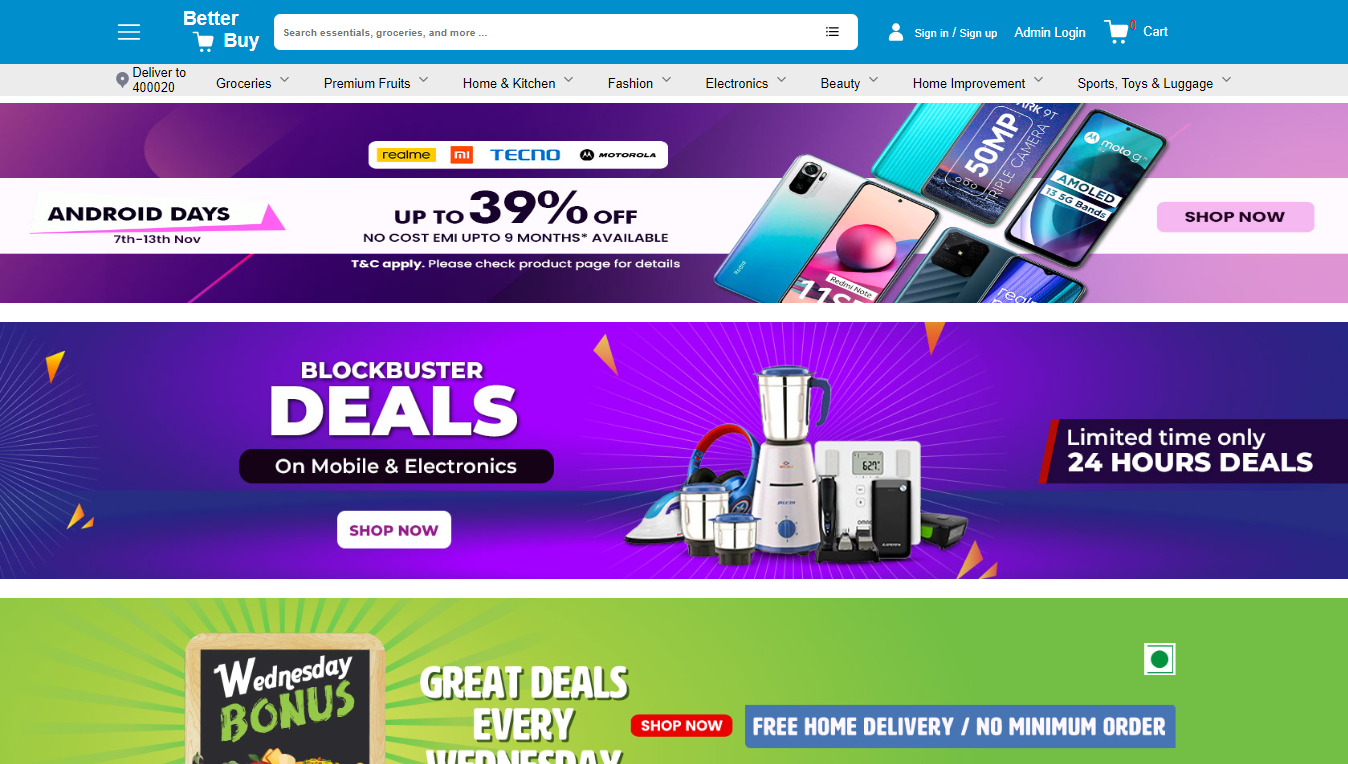 Better
Buy
Search essentials, groceries, and more ...
Sign in / Sign up
Admin Login
0
Cart
Deliver to
400020
Groceries
Premium Fruits
Home & Kitchen
Fashion
Electronics
Beauty
Home Improvement
Sports, Toys & Luggage
realme
mi
TECNO
MOTOROLA
ANDROID DAYS
7th-13th Nov
UP TO 39% OFF
NO COST EMI UPTO 9 MONTHS* AVAILABLE
T&C apply. Please check product page for details
ARK 9T
50MP
TRIPLE CAMERA
moto g
AMOLED
13 5G Bands
Redmi
Redmi Note
11S
SHOP NOW
BLOCKBUSTER
DEALS
On Mobile & Electronics
SHOP NOW
Limited time only
24 HOURS DEALS
Wednesday
BONUS
GREAT DEALS
EVERY
WEDNESDAY
SHOP NOW
FREE HOME DELIVERY / NO MINIMUM ORDER